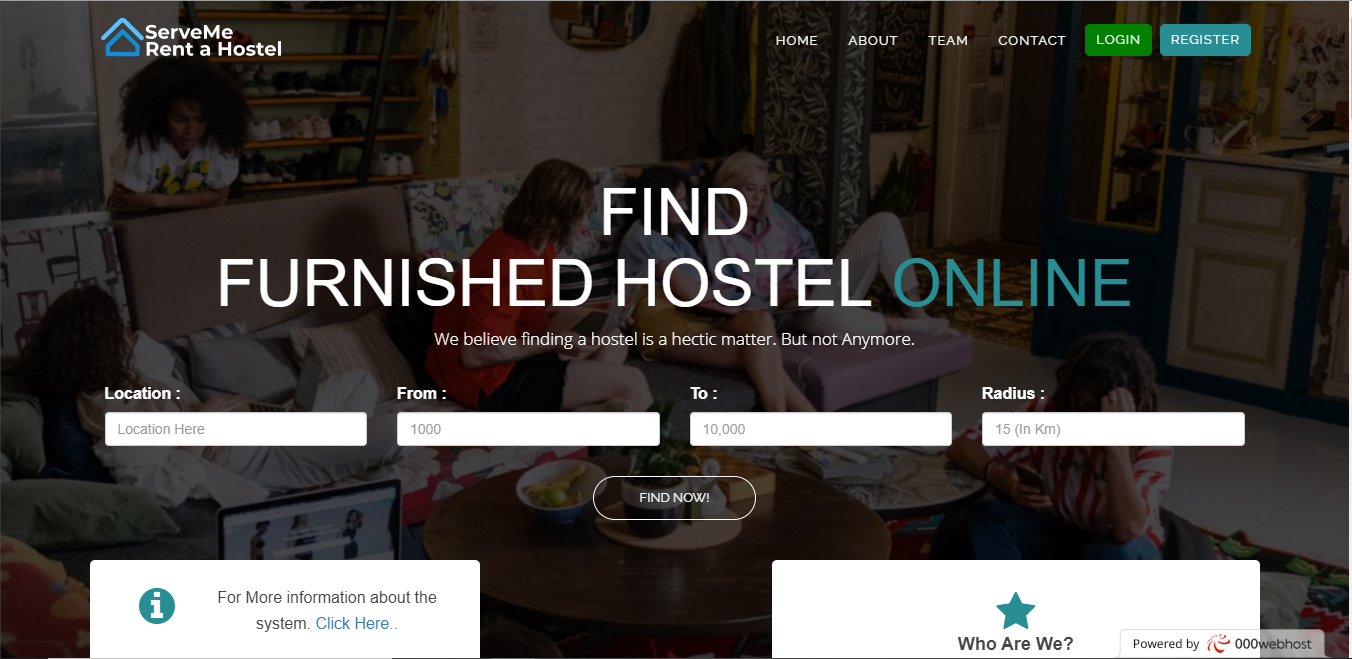 ServeMe
Rent a Hostel
HOME ABOUT TEAM CONTACT LOGIN REGISTER
FIND
FURNISHED HOSTEL ONLINE
We believe finding a hostel is a hectic matter. But not Anymore.
Location : From : To : Radius :
Location Here 1000 10,000 15 (In Km)
FIND NOW!
For More information about the
system. Click Here..
Who Are We?
Powered by 000webhost